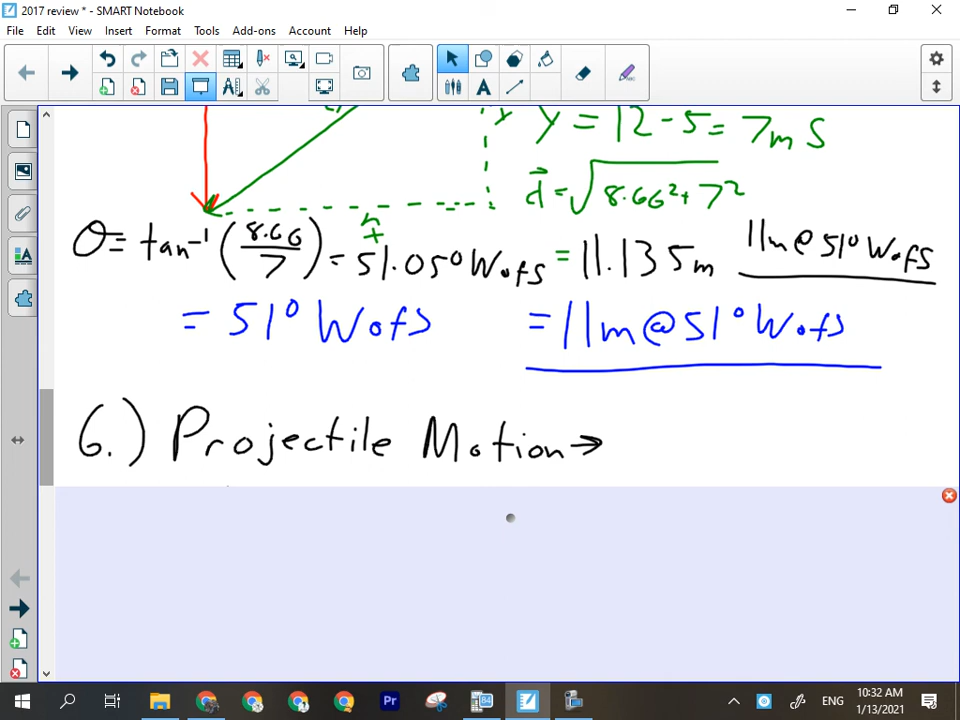 2017 review * - SMART Notebook
File Edit View Insert Format Tools Add-ons Account Help
y = 12 - 5 = 7m S
d = √8.66² + 7²
θ = tan⁻¹ (8.66/7) = 51.05° W of S = 11.135m 11m @ 51° W of S
= 51° W of S = 11m @ 51° W of S
6.) Projectile Motion →
ENG 10:32 AM
1/13/2021